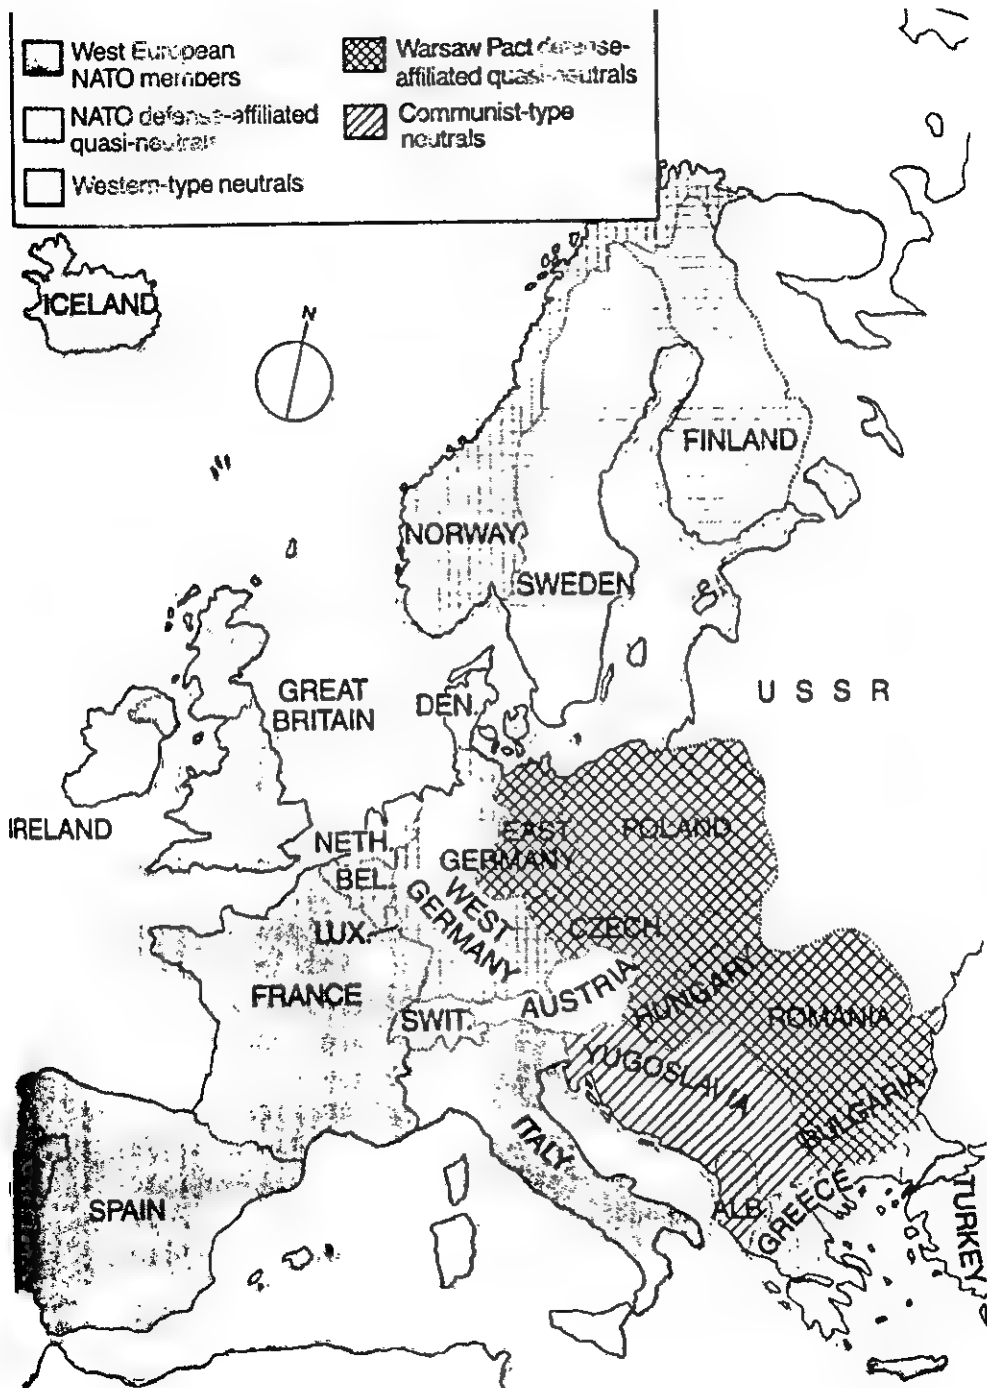 West European
NATO members
NATO defense-affiliated
quasi-neutrals
Western-type neutrals
Warsaw Pact defense-
affiliated quasi-neutrals
Communist-type
neutrals
ICELAND
N
FINLAND
NORWAY
SWEDEN
USSR
GREAT
BRITAIN
DEN.
IRELAND
NETH.
BEL.
LUX.
EAST
GERMANY
POLAND
WEST
GERMANY
CZECH
FRANCE
SWIT.
AUSTRIA
HUNGARY
ROMANIA
YUGOSLAVIA
BULGARIA
ITALY
SPAIN
ALB.
GREECE
TURKEY